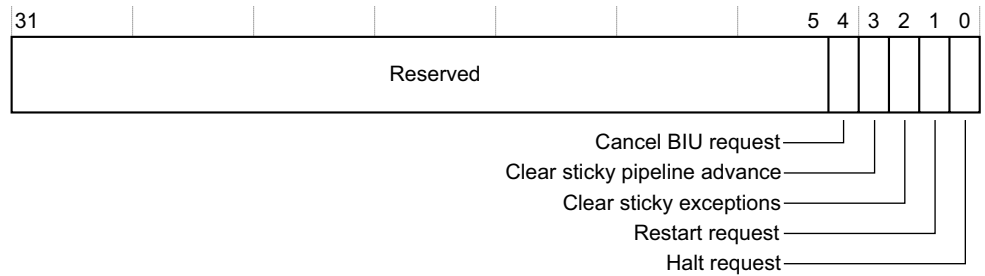 31 5 4 3 2 1 0
Reserved
Cancel BIU request
Clear sticky pipeline advance
Clear sticky exceptions
Restart request
Halt request